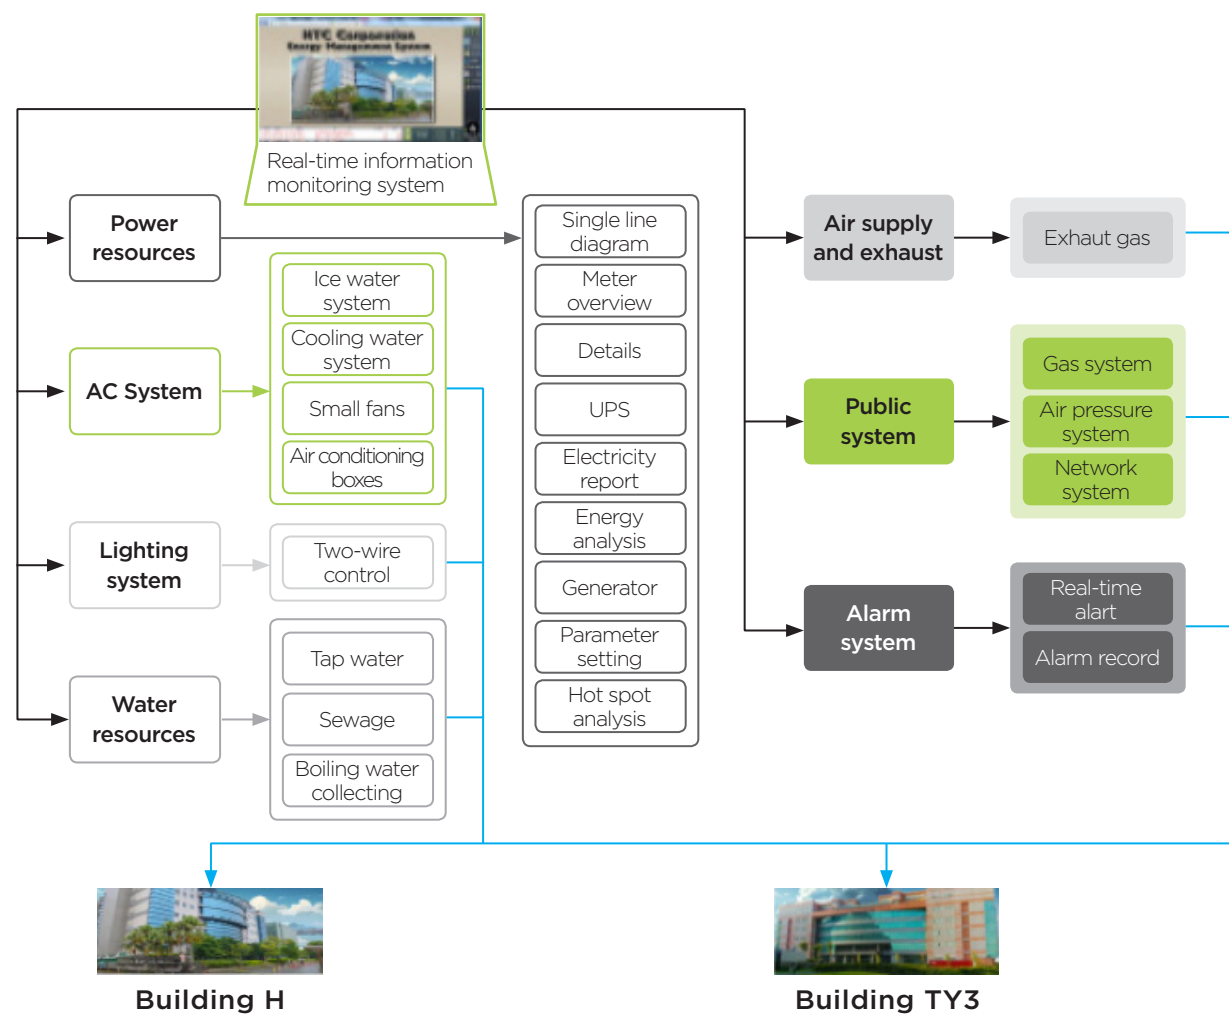 HTC Corporation
Energy Management System
Real-time information
monitoring system
Power
resources
AC System
Lighting
system
Water
resources
Ice water
system
Cooling water
system
Small fans
Air conditioning
boxes
Two-wire
control
Tap water
Sewage
Boiling water
collecting
Single line
diagram
Meter
overview
Details
UPS
Electricity
report
Energy
analysis
Generator
Parameter
setting
Hot spot
analysis
Air supply
and exhaust
Exhaut gas
Public
system
Gas system
Air pressure
system
Network
system
Alarm
system
Real-time
alart
Alarm record
Building H
Building TY3